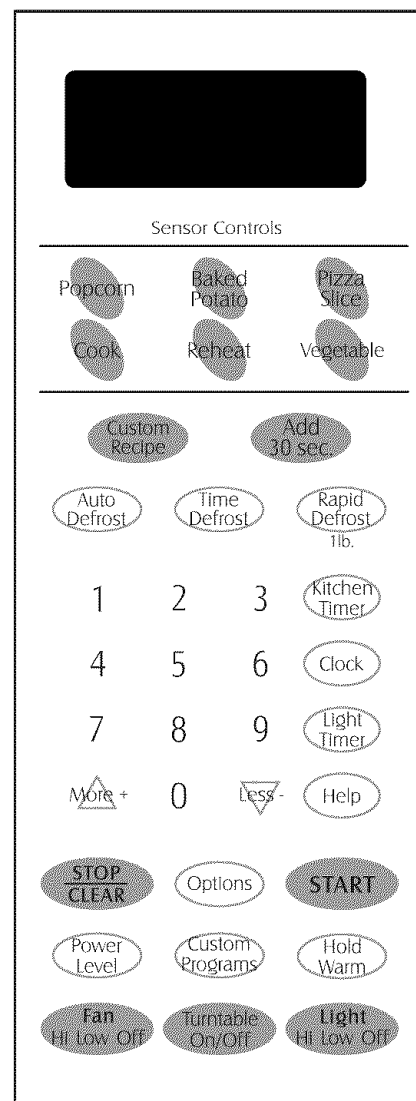 Sensor Controls
Popcorn
Baked
Potato
Pizza
Slice
Cook
Reheat
Vegetable
Custom
Recipe
Add
30 sec.
Auto
Defrost
Time
Defrost
Rapid
Defrost
1lb.
1 2 3
Kitchen
Timer
4 5 6
Clock
7 8 9
Light
Timer
More +
0
Less -
Help
STOP
CLEAR
Options
START
Power
Level
Custom
Programs
Hold
Warm
Fan
Hi Low Off
Turntable
On/Off
Light
Hi Low Off